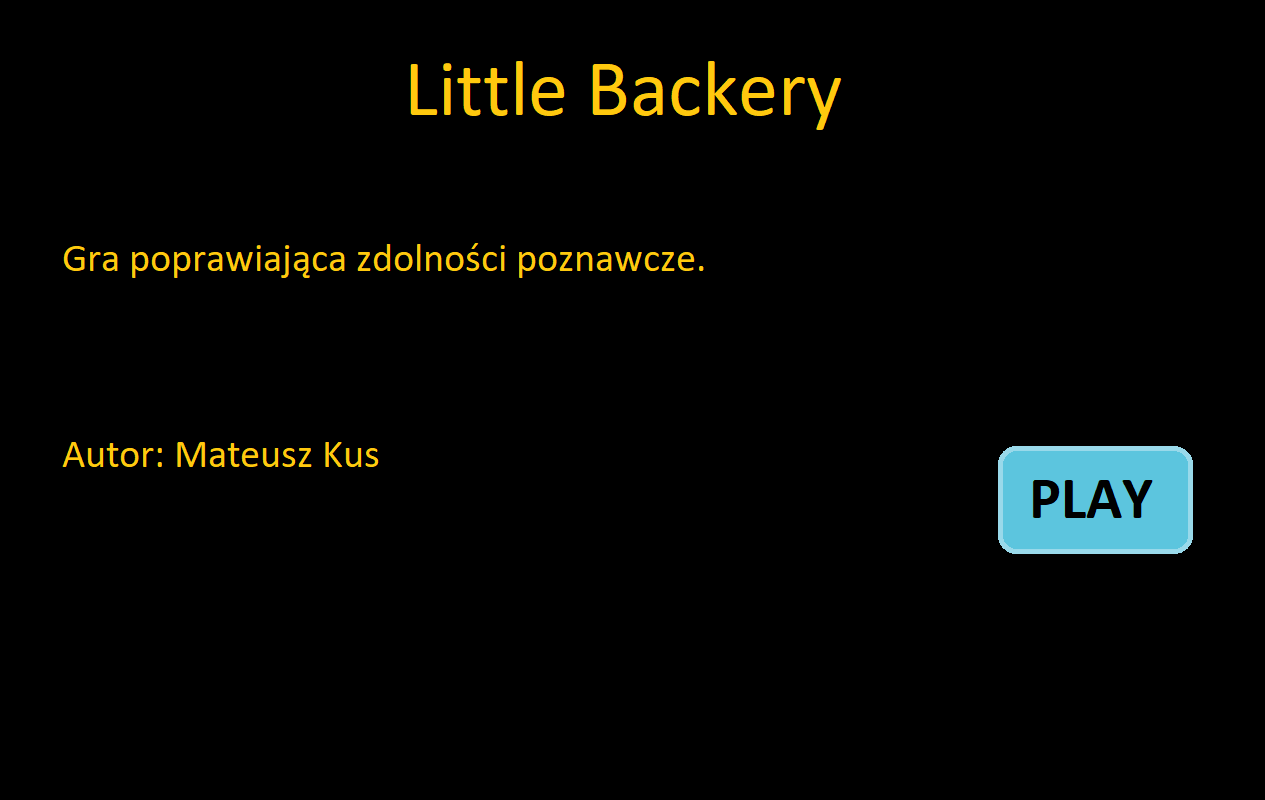 Little Backery
Gra poprawiająca zdolności poznawcze.
Autor: Mateusz Kus
PLAY